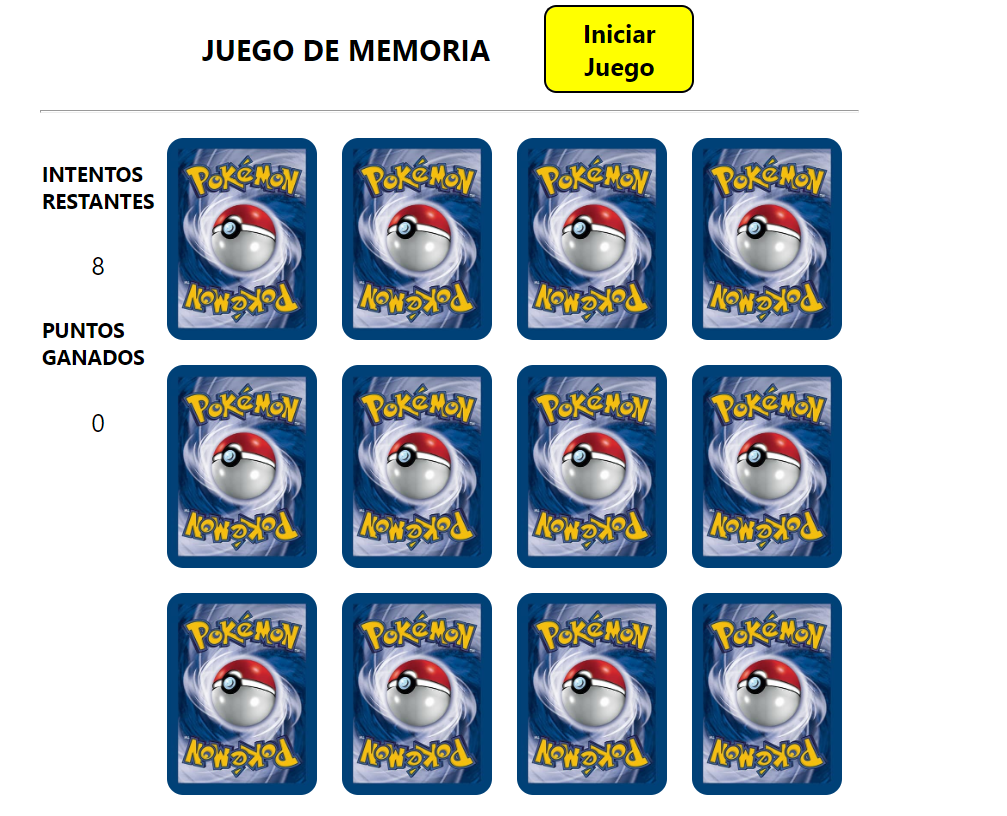 JUEGO DE MEMORIA
Iniciar
Juego
INTENTOS
RESTANTES
8
PUNTOS
GANADOS
0
POKéMON POKéMON POKéMON POKéMON
POKéMON POKéMON POKéMON POKéMON
POKéMON POKéMON POKéMON POKéMON
POKéMON POKéMON POKéMON POKéMON
POKéMON POKéMON POKéMON POKéMON
POKéMON POKéMON POKéMON POKéMON